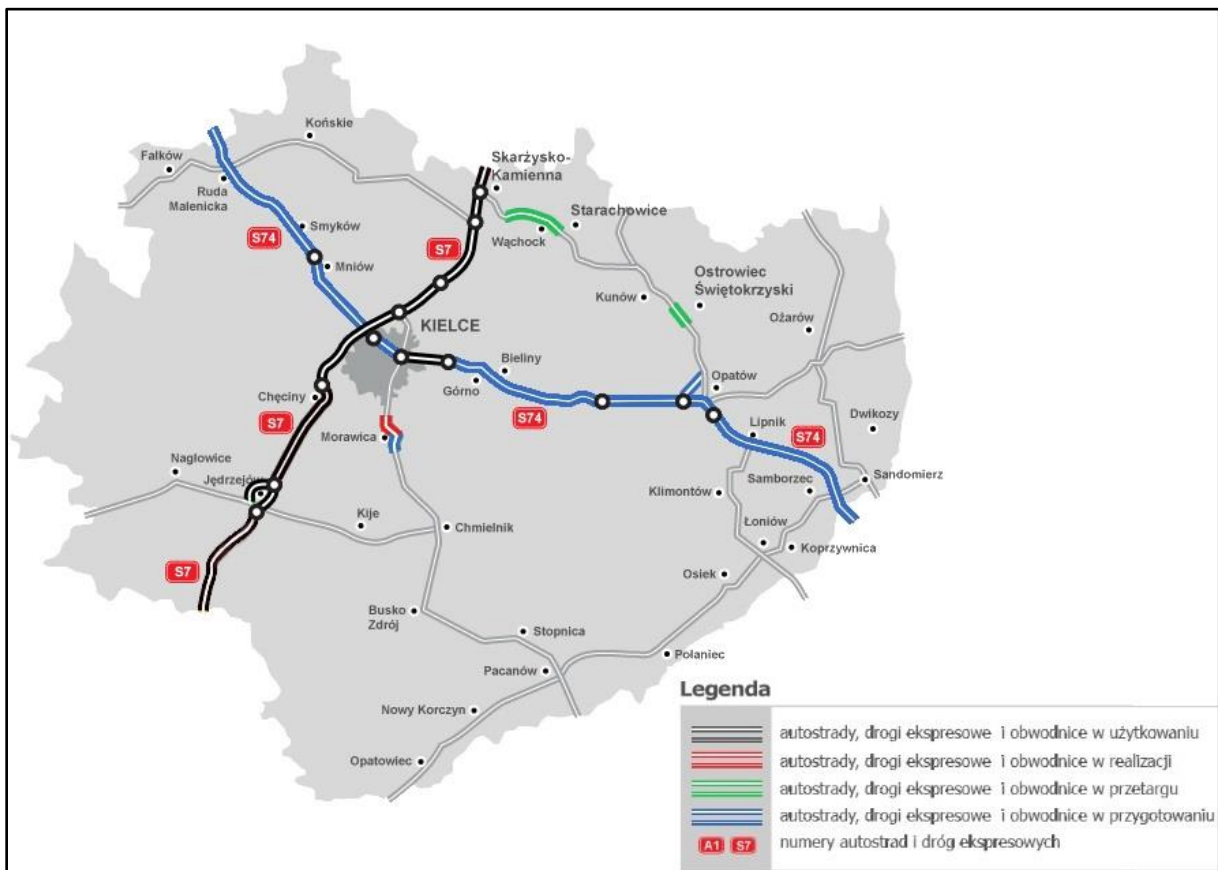 Końskie
Fałków
Skarżysko-
Kamienna
Ruda
Malenicka
Starachowice
Smyków
S74
Wąchock
S7
Mniów
Ostrowiec
Świętokrzyski
Kunów
Ożarów
KIELCE
Bieliny
Górno
Opatów
Chęciny
S7
S74
Lipnik
Dwikozy
S74
Morawica
Nagłowice
Jędrzejów
Klimontów
Samborzec
Sandomierz
Kije
Chmielnik
Łoniów
Koprzywnica
S7
Osiek
Busko
Zdrój
Stopnica
Połaniec
Pacanów
Nowy Korczyn
Opatowiec
Legenda
autostrady, drogi ekspresowe i obwodnice w użytkowaniu
autostrady, drogi ekspresowe i obwodnice w realizacji
autostrady, drogi ekspresowe i obwodnice w przetargu
autostrady, drogi ekspresowe i obwodnice w przygotowaniu
A1 S7 numery autostrad i dróg ekspresowych